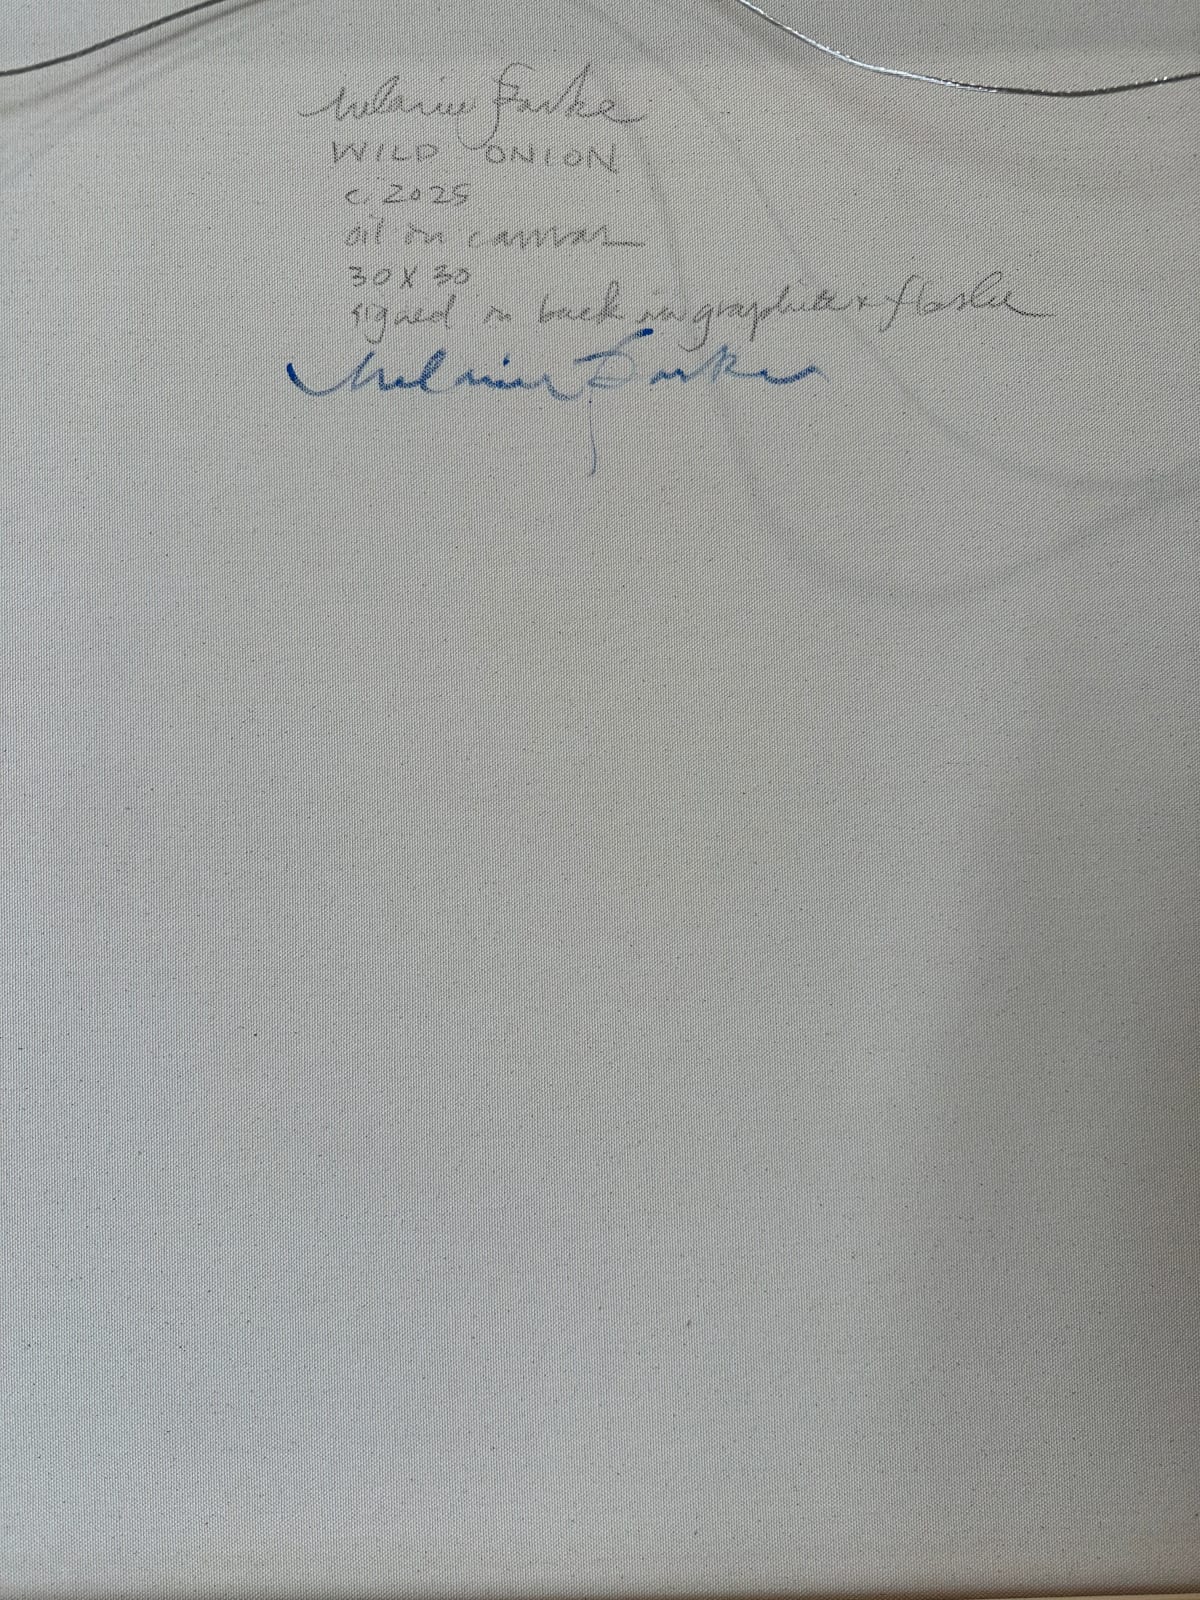 Melanie Parke
WILD ONION
c. 2025
oil on canvas
30 X 30
signed on back in graphite & flashe
Melanie Parke